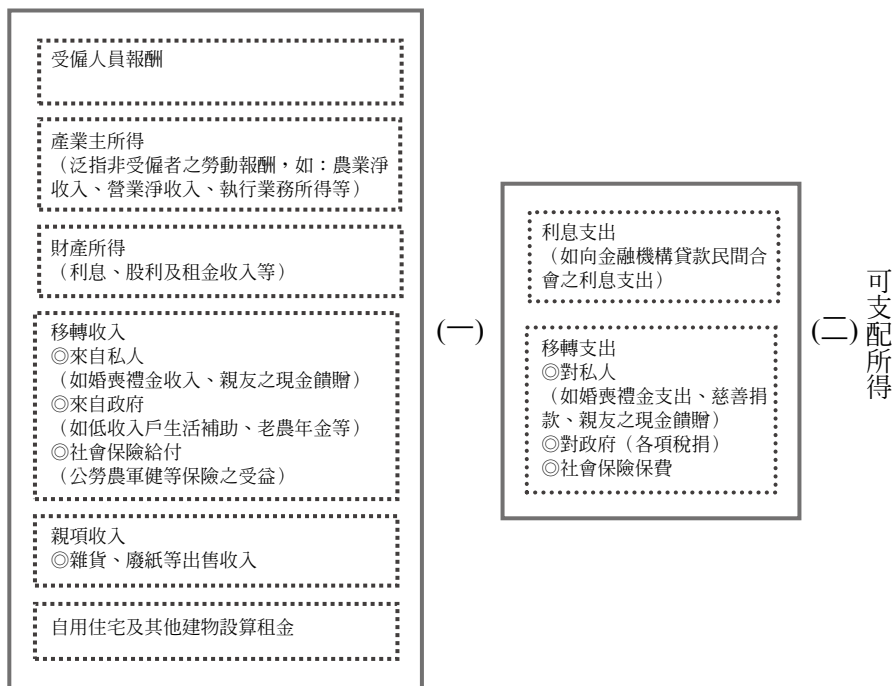 受僱人員報酬
產業主所得
（泛指非受僱者之勞動報酬，如：農業淨
收入、營業淨收入、執行業務所得等）
財產所得
（利息、股利及租金收入等）
移轉收入
◎來自私人
（如婚喪禮金收入、親友之現金餽贈）
◎來自政府
（如低收入戶生活補助、老農年金等）
◎社會保險給付
（公勞農軍健等保險之受益）
親項收入
◎雜貨、廢紙等出售收入
自用住宅及其他建物設算租金
(一)
利息支出
（如向金融機構貸款民間合
會之利息支出）
移轉支出
◎對私人
（如婚喪禮金支出、慈善捐
款、親友之現金餽贈）
◎對政府（各項稅捐）
◎社會保險保費
(二)
可支配所得